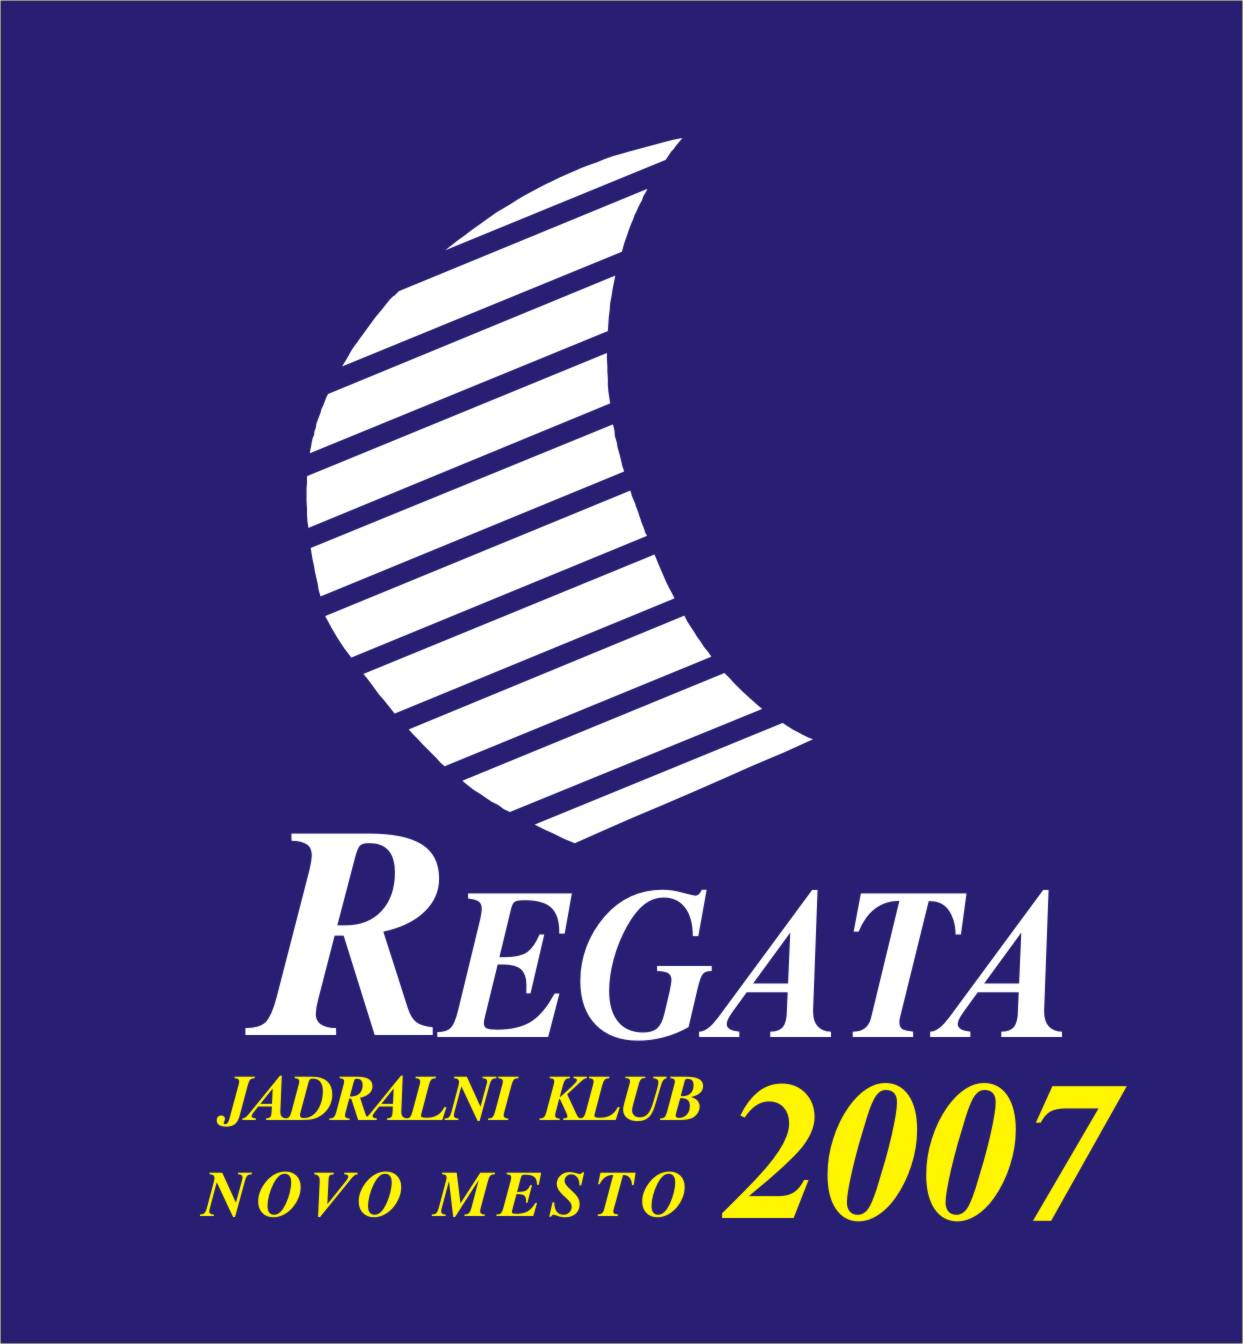 REGATA
JADRALNI KLUB
NOVO MESTO
2007